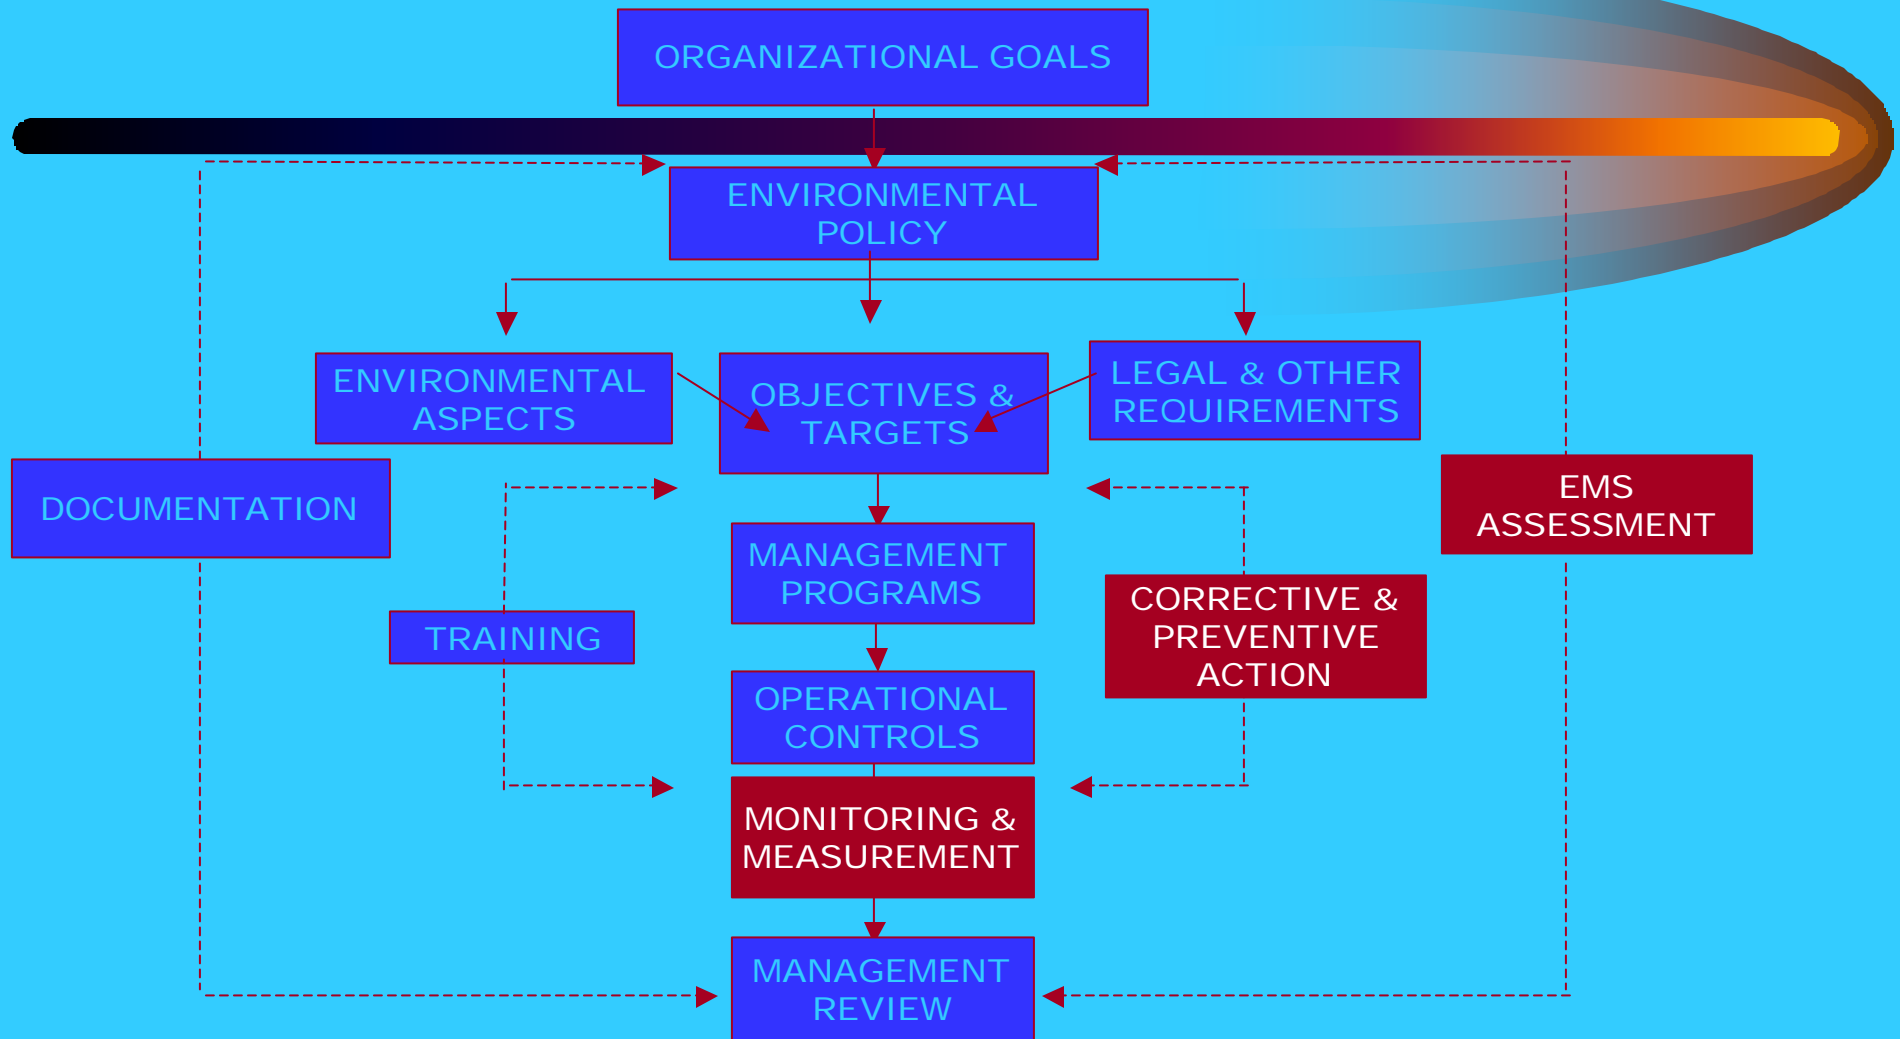 ORGANIZATIONAL GOALS
ENVIRONMENTAL
POLICY
ENVIRONMENTAL
ASPECTS
OBJECTIVES &
TARGETS
LEGAL & OTHER
REQUIREMENTS
DOCUMENTATION
EMS
ASSESSMENT
MANAGEMENT
PROGRAMS
TRAINING
CORRECTIVE &
PREVENTIVE
ACTION
OPERATIONAL
CONTROLS
MONITORING &
MEASUREMENT
MANAGEMENT
REVIEW